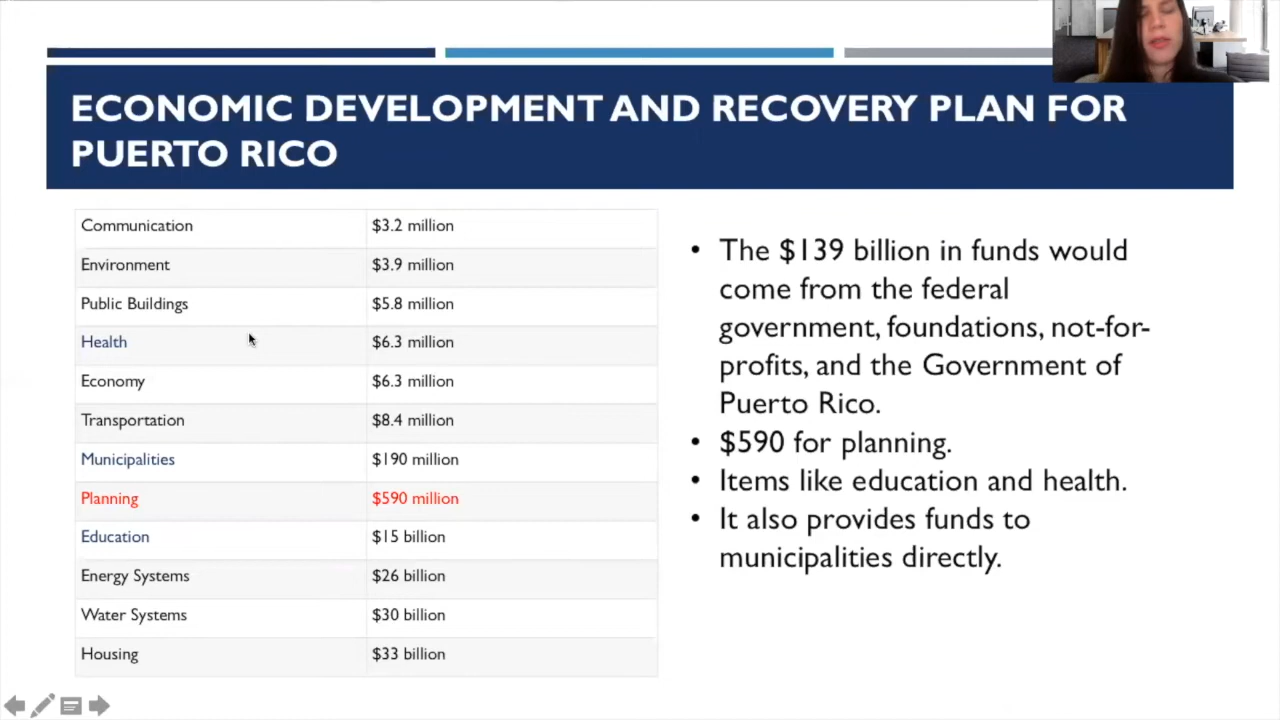 ECONOMIC DEVELOPMENT AND RECOVERY PLAN FOR
PUERTO RICO
Communication $3.2 million
Environment $3.9 million
Public Buildings $5.8 million
Health $6.3 million
Economy $6.3 million
Transportation $8.4 million
Municipalities $190 million
Planning $590 million
Education $15 billion
Energy Systems $26 billion
Water Systems $30 billion
Housing $33 billion
• The $139 billion in funds would
come from the federal
government, foundations, not-for-
profits, and the Government of
Puerto Rico.
• $590 for planning.
• Items like education and health.
• It also provides funds to
municipalities directly.